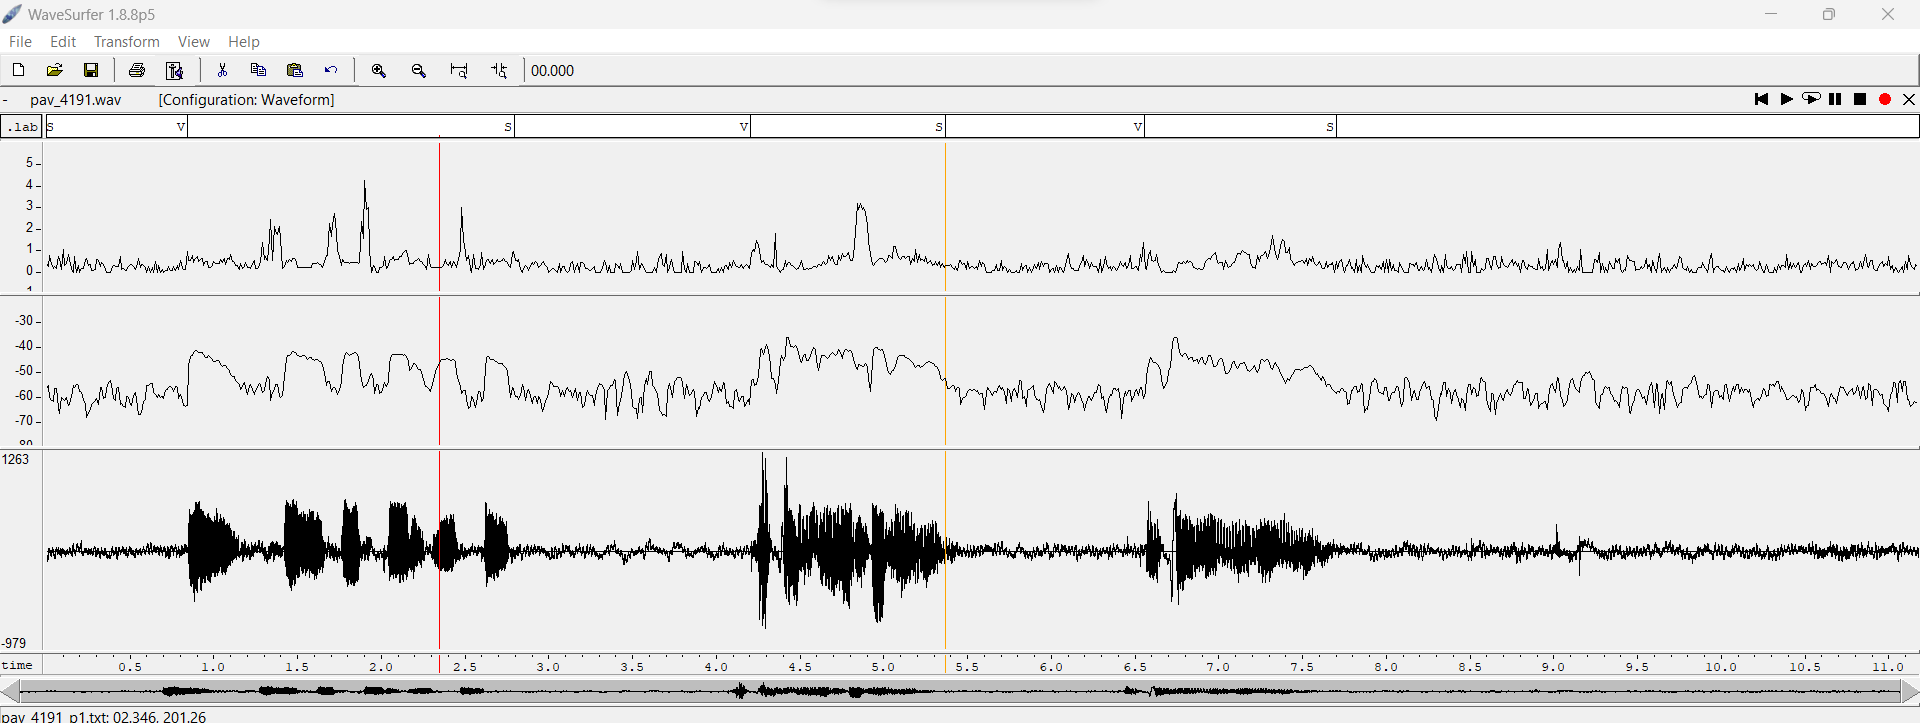 WaveSurfer 1.8.8p5
File Edit Transform View Help
00.000
- pav_4191.wav [Configuration: Waveform]
.lab S V S V S V S
5
4
3
2
1
0
1
-30
-40
-50
-60
-70
80
1263
-979
time 0.5 1.0 1.5 2.0 2.5 3.0 3.5 4.0 4.5 5.0 5.5 6.0 6.5 7.0 7.5 8.0 8.5 9.0 9.5 10.0 10.5 11.0
pav_4191_p1.txt: 02.346, 201.26